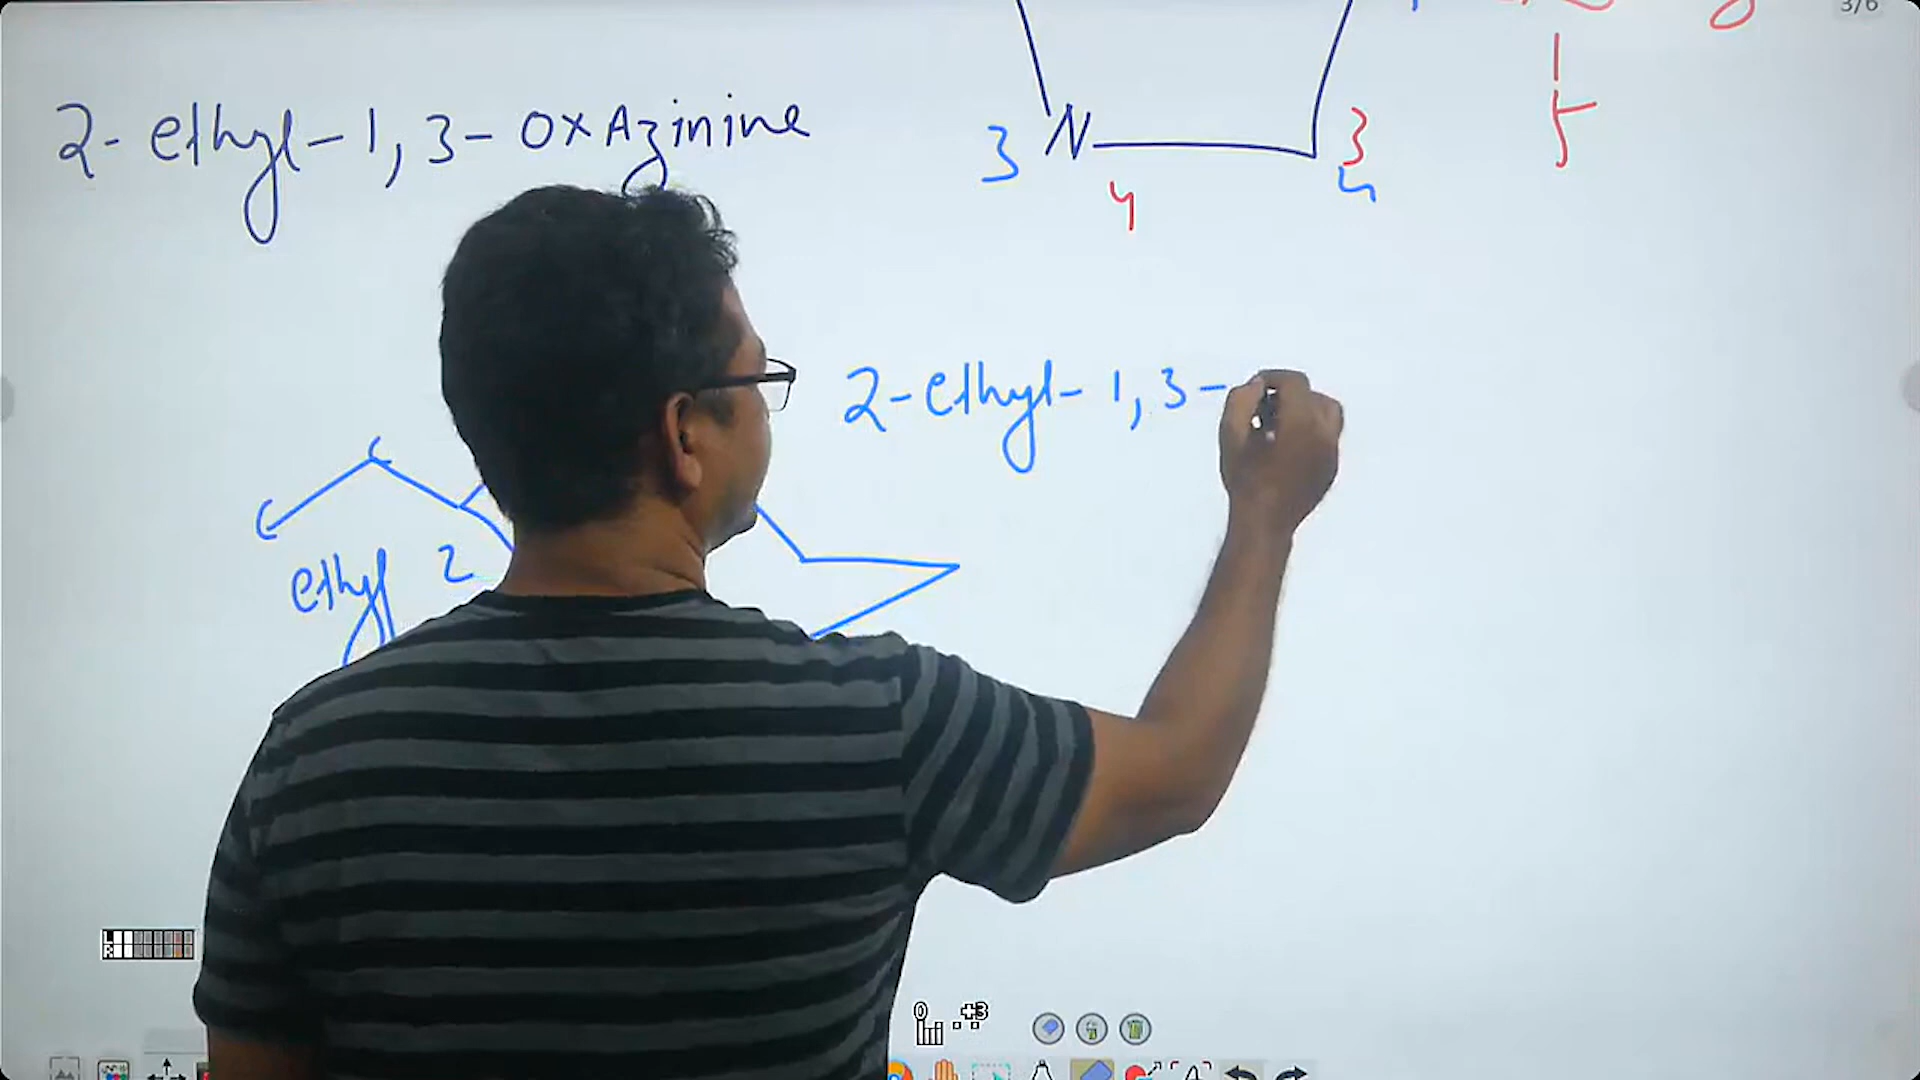 3/6
2-ethyl-1,3-OxAzinine
N
3
4
3
4
1
5
2-ethyl-1,3-
C
C
ethyl
2